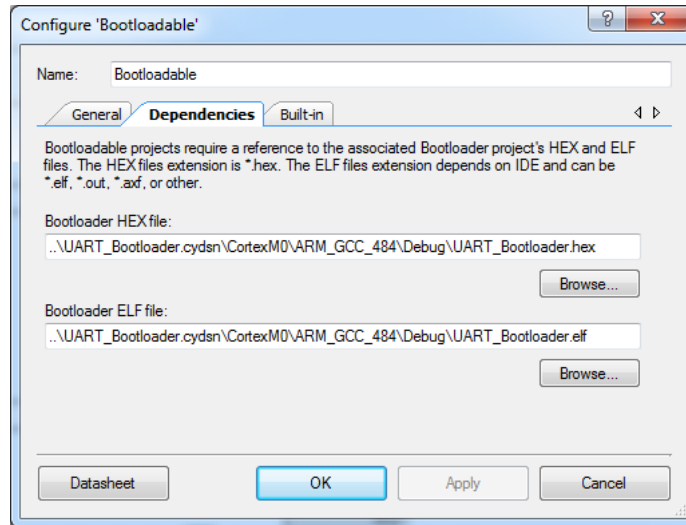 Configure 'Bootloadable'
Name: Bootloadable
General Dependencies Built-in
Bootloadable projects require a reference to the associated Bootloader project's HEX and ELF
files. The HEX files extension is *.hex. The ELF files extension depends on IDE and can be
*.elf, *.out, *.axf, or other.
Bootloader HEX file:
..\UART_Bootloader.cydsn\CortexM0\ARM_GCC_484\Debug\UART_Bootloader.hex
Browse...
Bootloader ELF file:
..\UART_Bootloader.cydsn\CortexM0\ARM_GCC_484\Debug\UART_Bootloader.elf
Browse...
Datasheet OK Apply Cancel